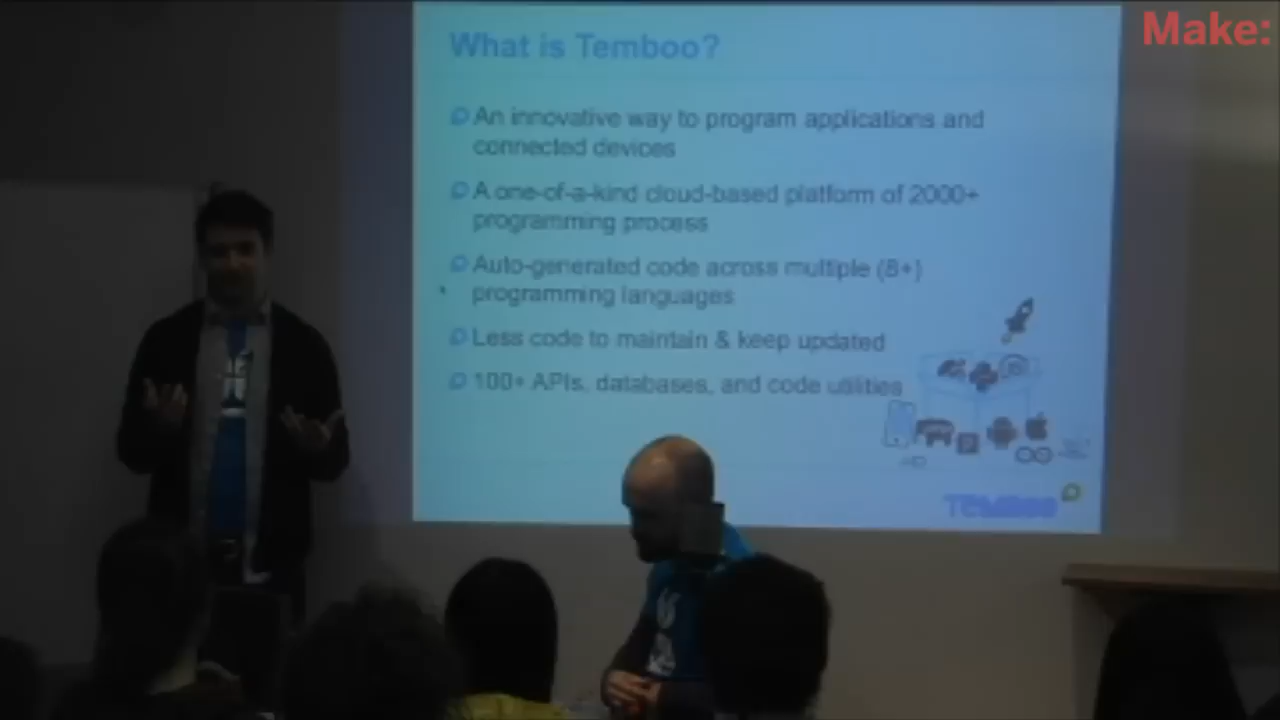 Make:
What is Temboo?
An innovative way to program applications and
connected devices
A one-of-a-kind cloud-based platform of 2000+
programming process
Auto-generated code across multiple (8+)
programming languages
Less code to maintain & keep updated
100+ APIs, databases, and code utilities
TEMBOO